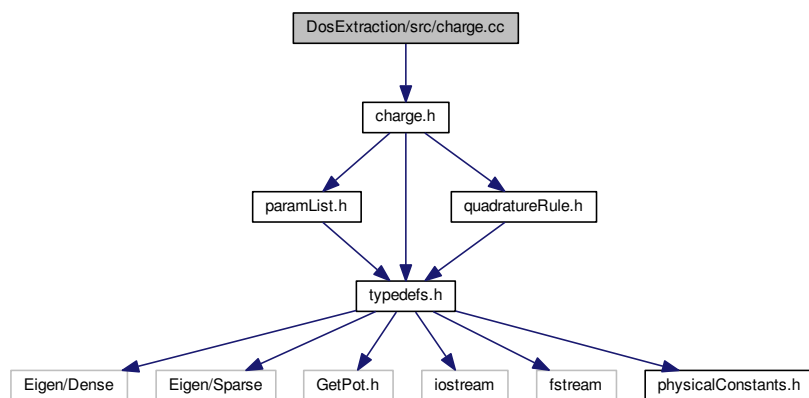 DosExtraction/src/charge.cc
charge.h
paramList.h
quadratureRule.h
typedefs.h
Eigen/Dense
Eigen/Sparse
GetPot.h
iostream
fstream
physicalConstants.h